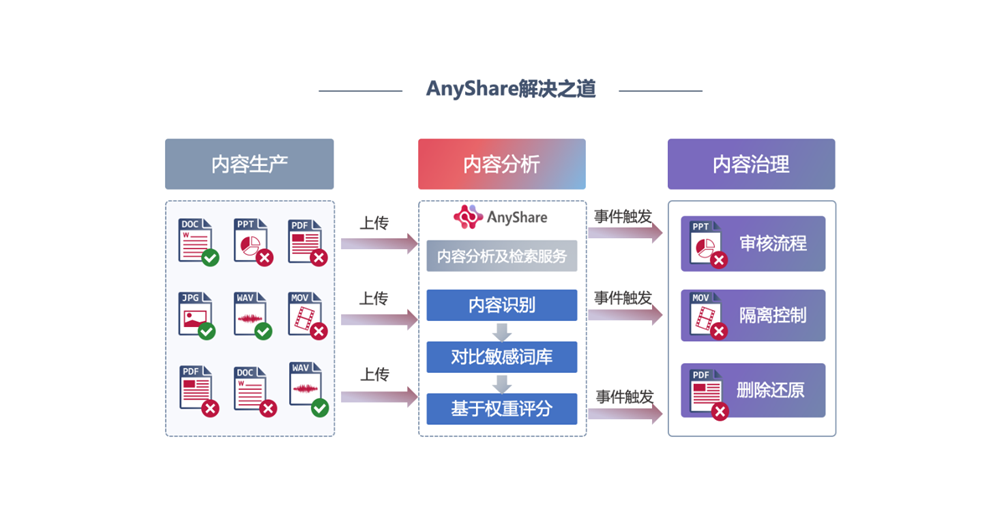 AnyShare解决之道
内容生产
DOC
PPT
PDF
JPG
WAV
MOV
PDF
DOC
WAV
上传
上传
上传
内容分析
AnyShare
内容分析及检索服务
内容识别
对比敏感词库
基于权重评分
事件触发
事件触发
事件触发
内容治理
PPT
审核流程
MOV
隔离控制
PDF
删除还原